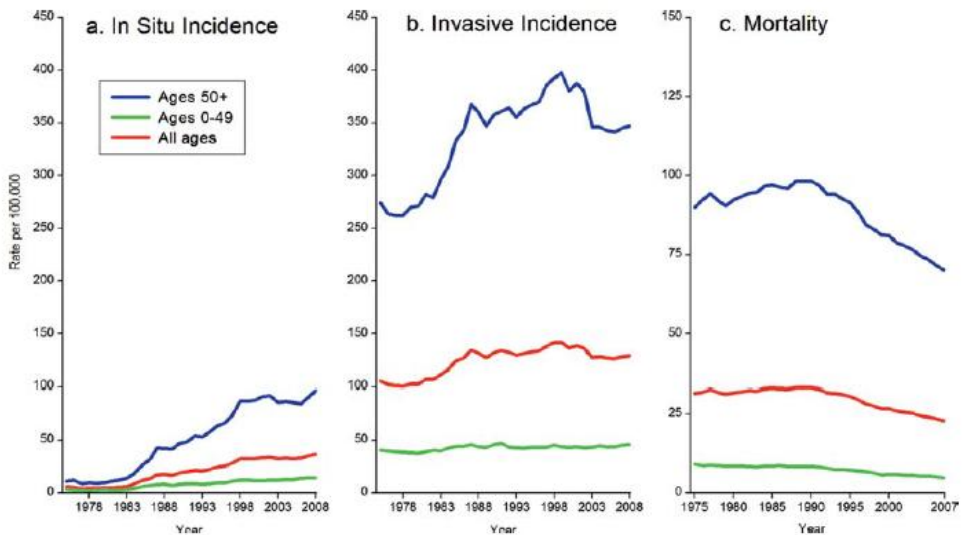 a. In Situ Incidence
b. Invasive Incidence
c. Mortality
Rate per 100,000
450
400
350
300
250
200
150
100
50
0
Ages 50+
Ages 0-49
All ages
1978 1983 1988 1993 1998 2003 2008
Year
450
400
350
300
250
200
150
100
50
0
1978 1983 1988 1993 1998 2003 2008
Year
150
125
100
75
50
25
0
1975 1980 1985 1990 1995 2000 2007
Year